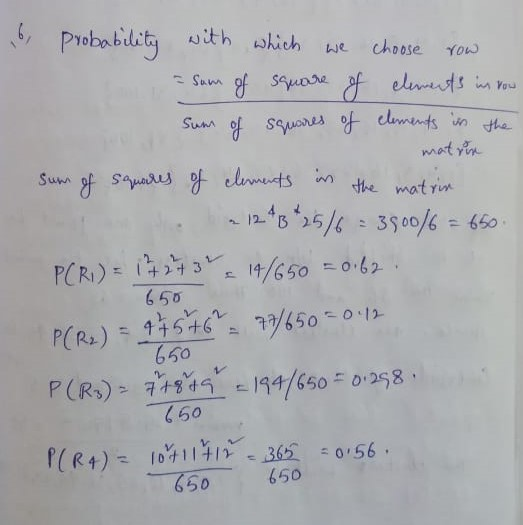 6, Probability with which we choose row
= Sum of square of elements in row
Sum of squares of elements in the
matrix
Sum of squares of elements in the matrix
= 12*13*25/6 = 3900/6 = 650.
P(R1) = 1²+2²+3² = 14/650 = 0.62.
650
P(R2) = 4²+5²+6² = 77/650 = 0.12
650
P(R3) = 7²+8²+9² = 194/650 = 0.298.
650
P(R4) = 10²+11²+12² = 365 = 0.56.
650 650